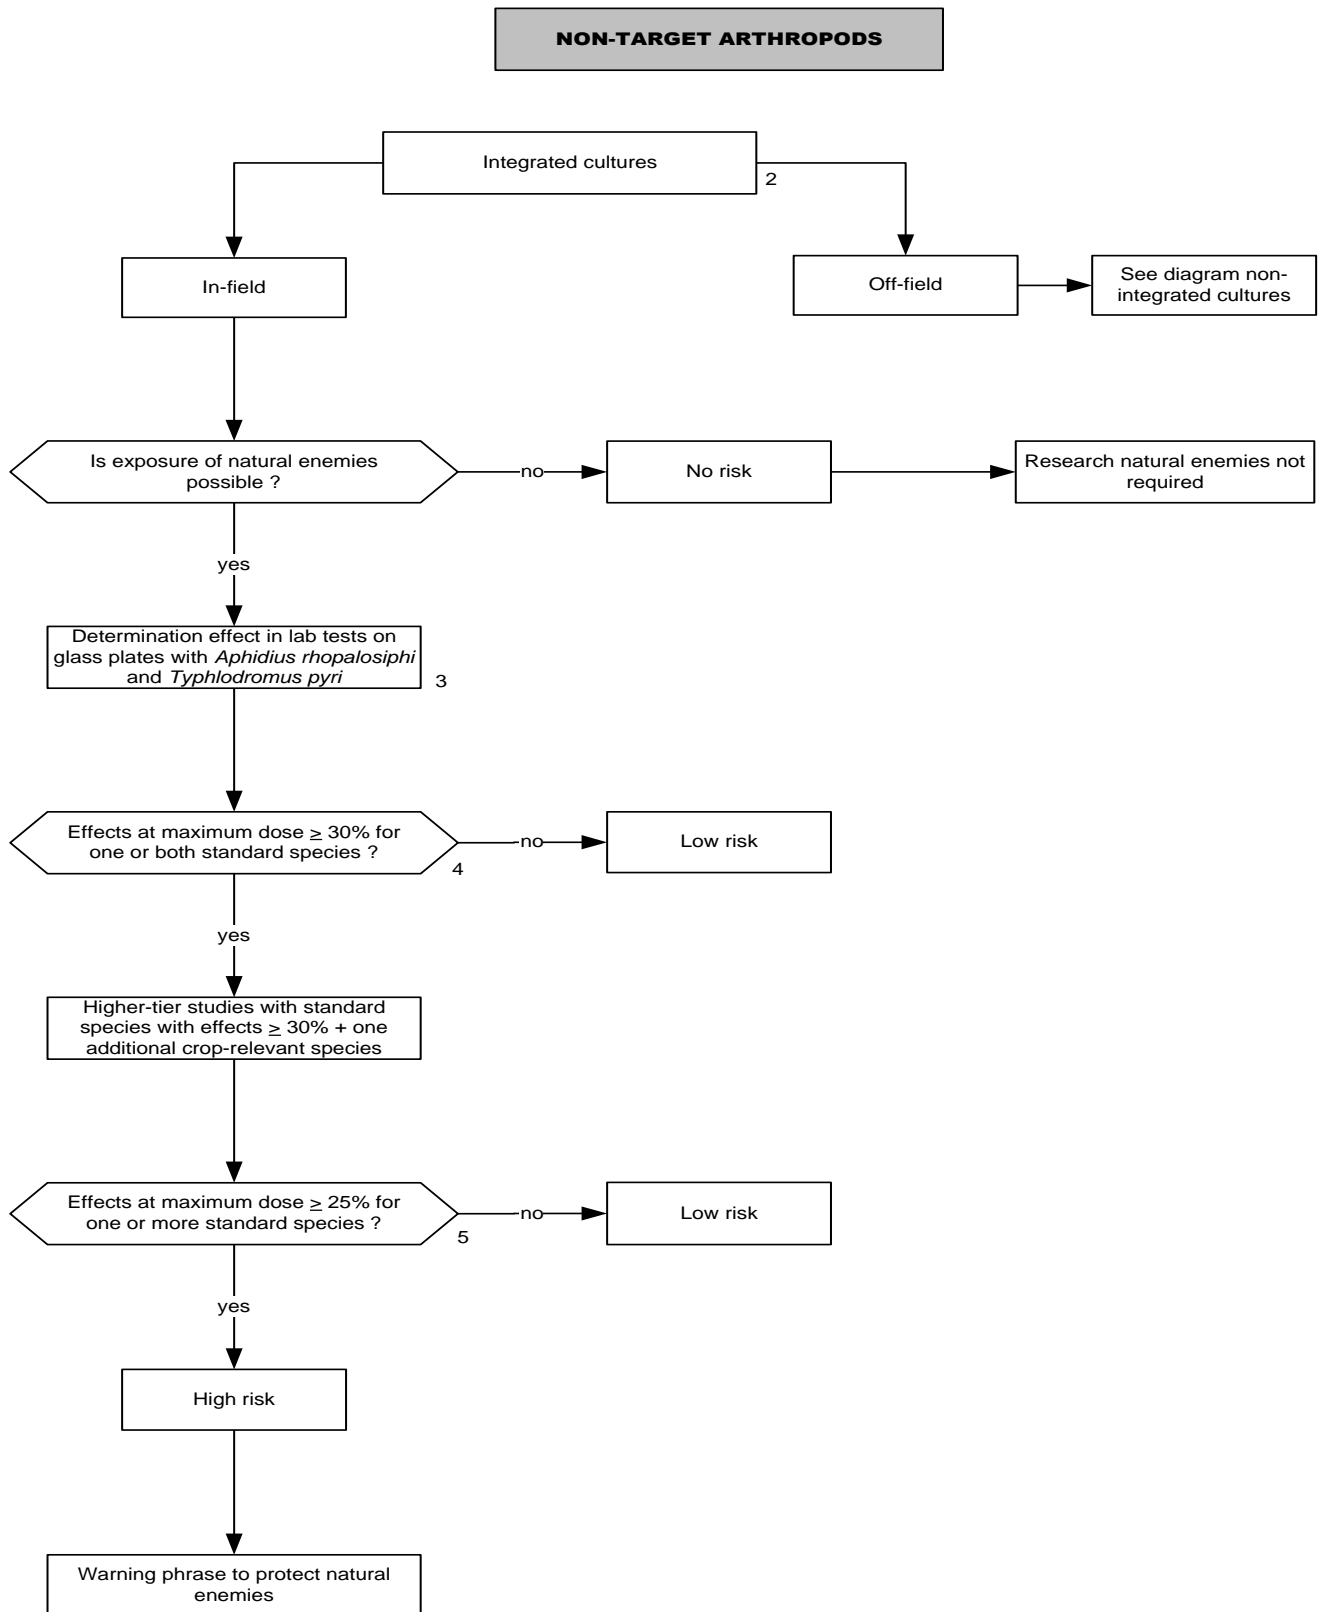 NON-TARGET ARTHROPODS
Integrated cultures
2
In-field
Off-field
See diagram non-
integrated cultures
Is exposure of natural enemies
possible ?
no
No risk
Research natural enemies not
required
yes
Determination effect in lab tests on
glass plates with Aphidius rhopalosiphi
and Typhlodromus pyri
3
Effects at maximum dose ≥ 30% for
one or both standard species ?
4
no
Low risk
yes
Higher-tier studies with standard
species with effects ≥ 30% + one
additional crop-relevant species
Effects at maximum dose ≥ 25% for
one or more standard species ?
5
no
Low risk
yes
High risk
Warning phrase to protect natural
enemies